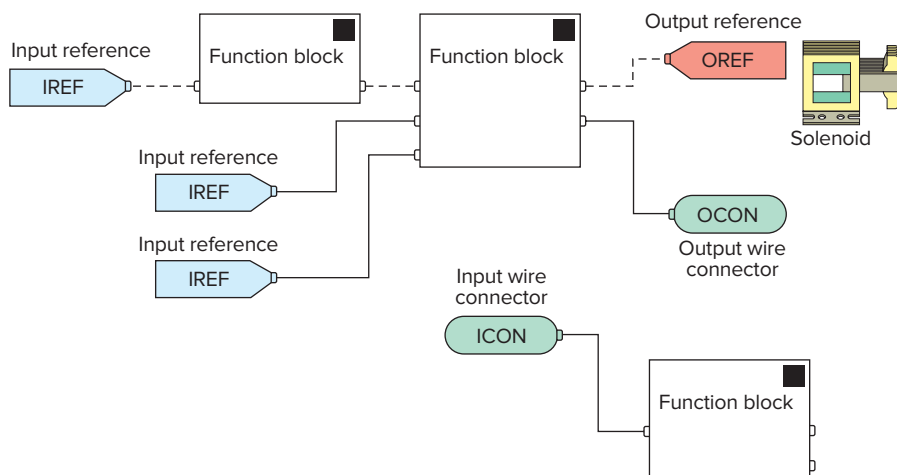 Output reference
Input reference
Function block
Function block
OREF
IREF
Solenoid
Input reference
IREF
OCON
Input reference
Output wire
connector
IREF
Input wire
connector
ICON
Function block